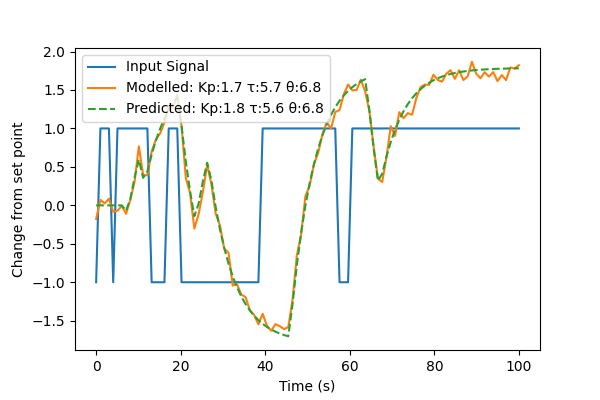 2.0
1.5
1.0
0.5
0.0
−0.5
−1.0
−1.5
Change from set point
Input Signal
Modelled: Kp:1.7 τ:5.7 θ:6.8
Predicted: Kp:1.8 τ:5.6 θ:6.8
0 20 40 60 80 100
Time (s)